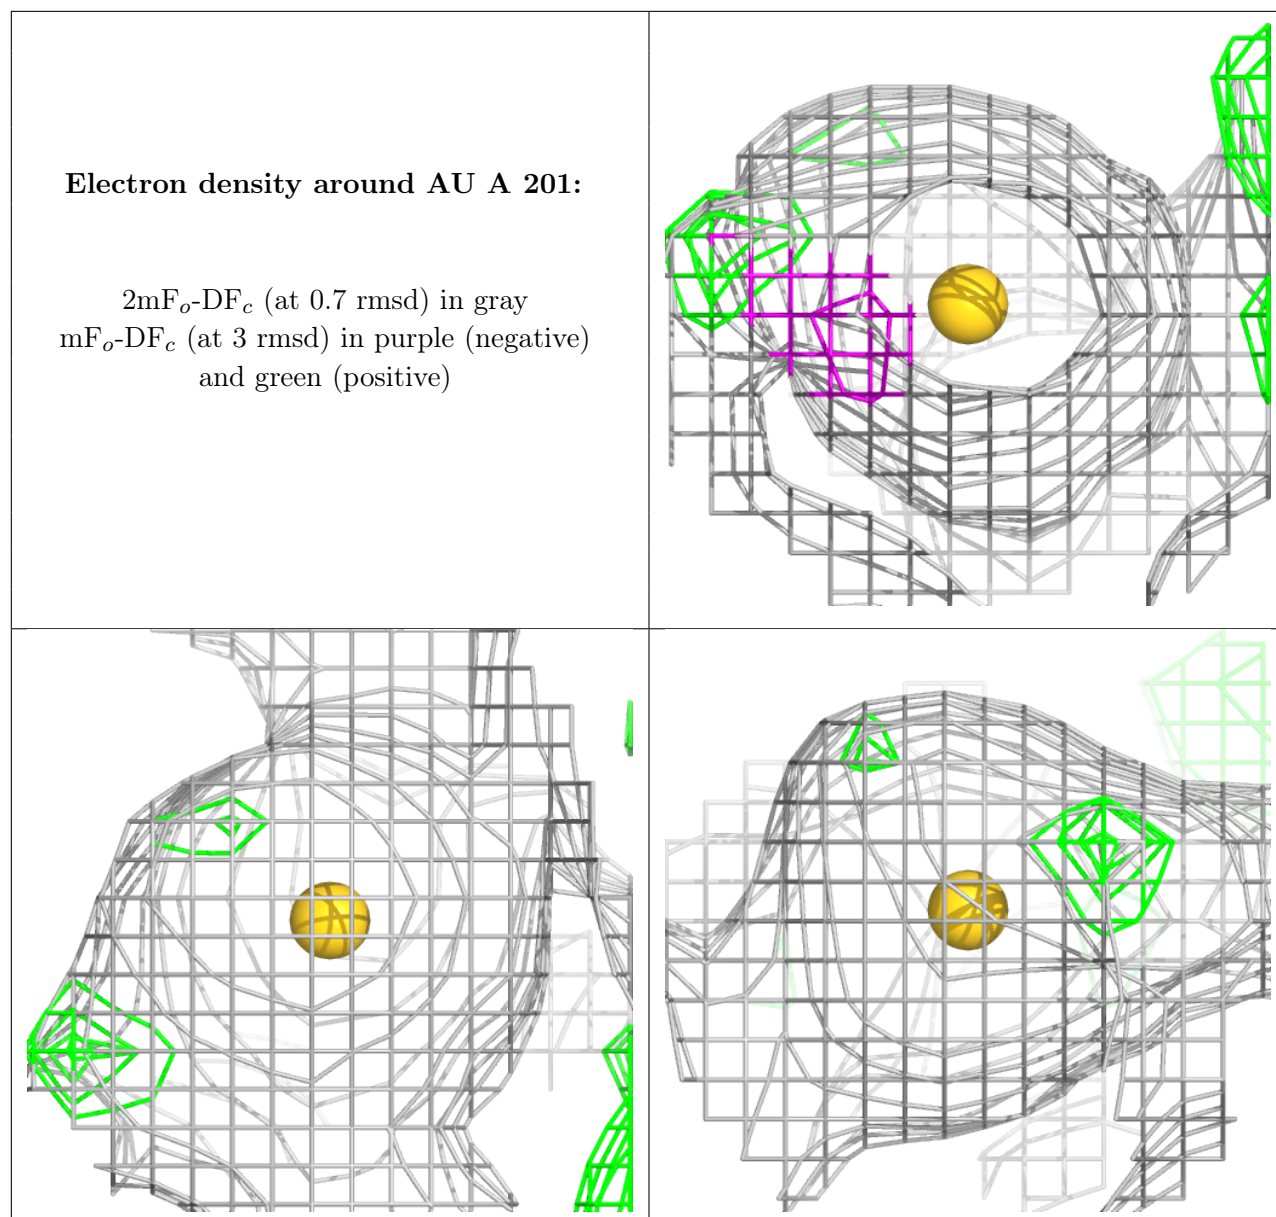 Electron density around AU A 201:
2mFo-DFc (at 0.7 rmsd) in gray
mFo-DFc (at 3 rmsd) in purple (negative)
and green (positive)